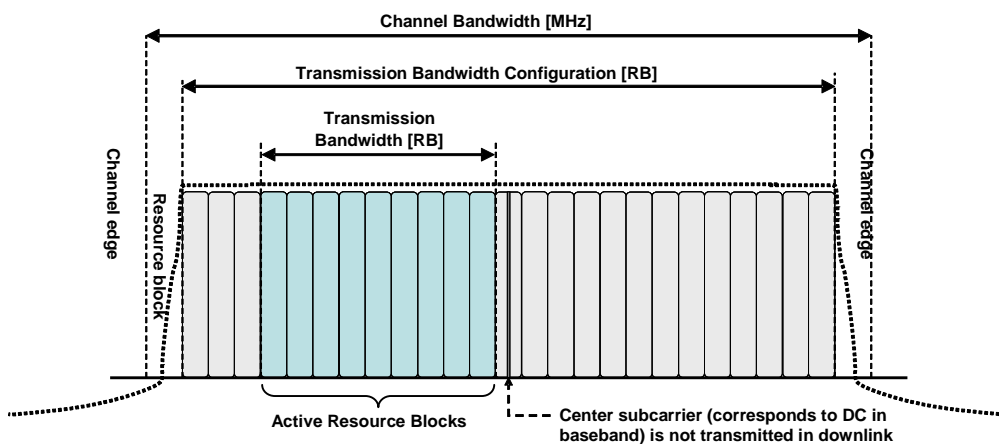 Channel Bandwidth [MHz]
Transmission Bandwidth Configuration [RB]
Transmission
Bandwidth [RB]
Channel edge
Resource block
Channel edge
Active Resource Blocks
Center subcarrier (corresponds to DC in
baseband) is not transmitted in downlink